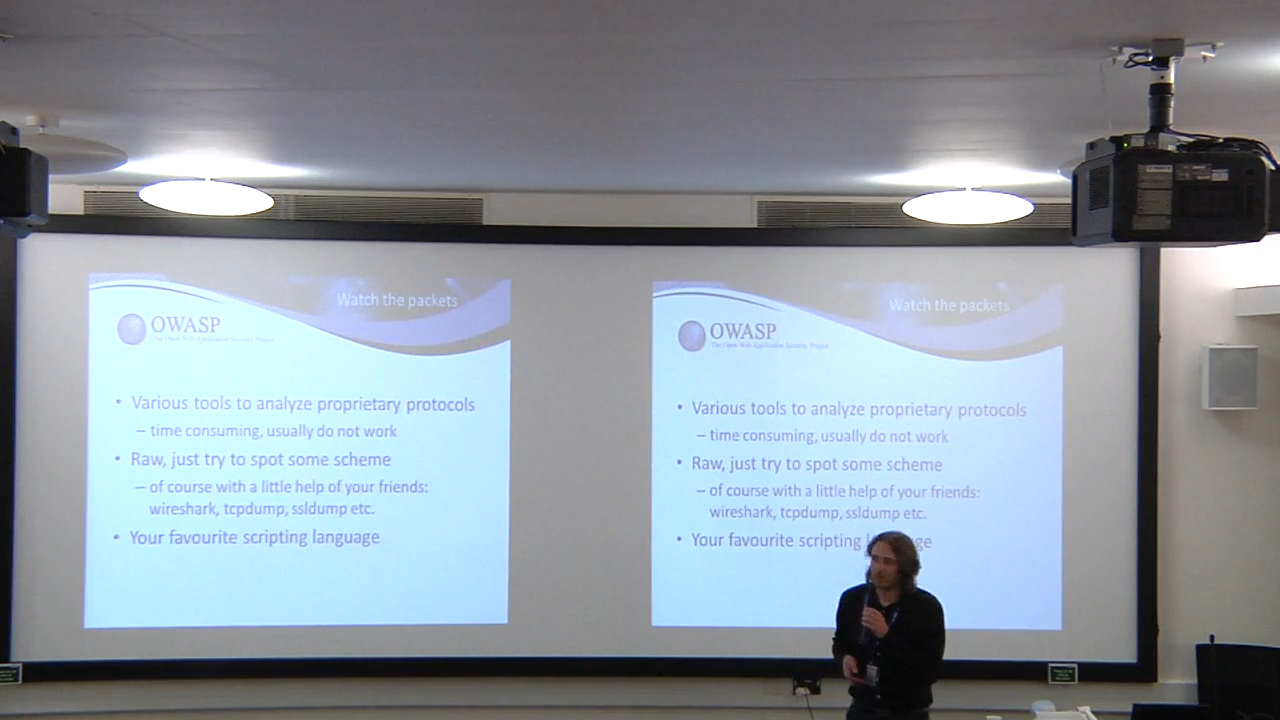 Watch the packets
OWASP
The Open Web Application Security Project
• Various tools to analyze proprietary protocols
– time consuming, usually do not work
• Raw, just try to spot some scheme
– of course with a little help of your friends:
wireshark, tcpdump, ssldump etc.
• Your favourite scripting language
Watch the packets
OWASP
The Open Web Application Security Project
• Various tools to analyze proprietary protocols
– time consuming, usually do not work
• Raw, just try to spot some scheme
– of course with a little help of your friends:
wireshark, tcpdump, ssldump etc.
• Your favourite scripting